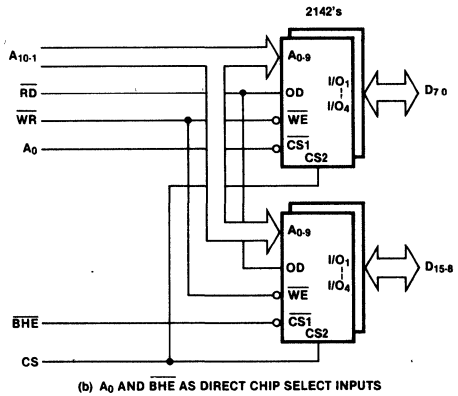 2142's
A10-1
A0-9
I/O1
I/O4
D7 0
RD
OD
WR
WE
A0
CS1
CS2
A0-9
I/O1
I/O4
D15-8
OD
WE
BHE
CS1
CS2
CS
(b) A0 AND BHE AS DIRECT CHIP SELECT INPUTS